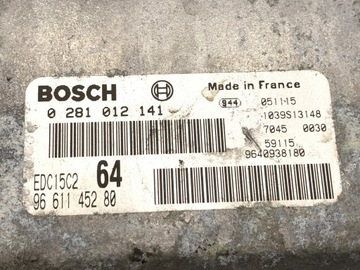 BOSCH
Made in France
0 281 012 141
944 051115
1039S13148
7045 0030
59115
9640938180
EDC15C2 64
96 611 452 80